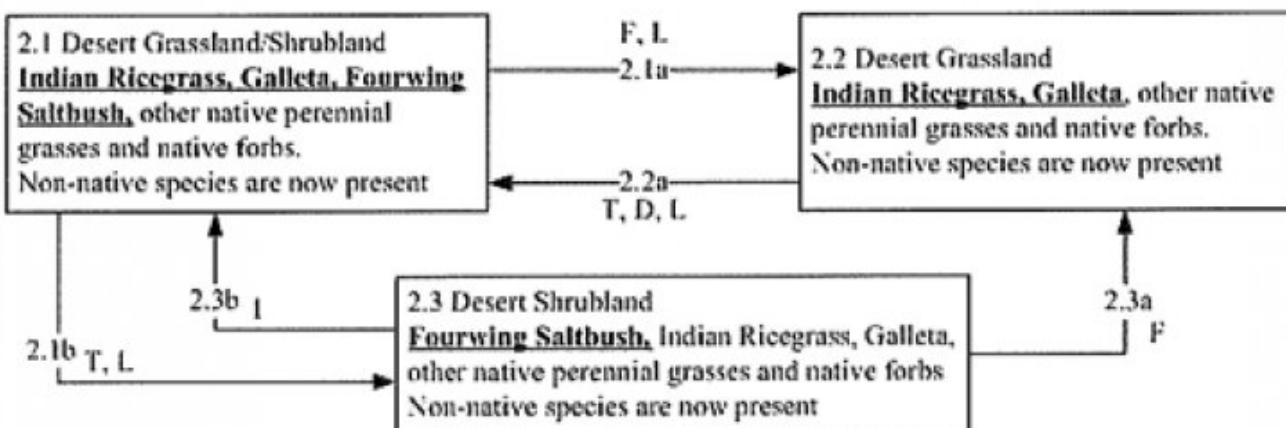 2.1 Desert Grassland/Shrubland
Indian Ricegrass, Galleta, Fourwing
Saltbush, other native perennial
grasses and native forbs.
Non-native species are now present
F, L
2.1a
2.2 Desert Grassland
Indian Ricegrass, Galleta, other native
perennial grasses and native forbs.
Non-native species are now present
2.2a
T, D, L
2.3b
2.1b T, L
2.3 Desert Shrubland
Fourwing Saltbush, Indian Ricegrass, Galleta,
other native perennial grasses and native forbs
Non-native species are now present
2.3a
F